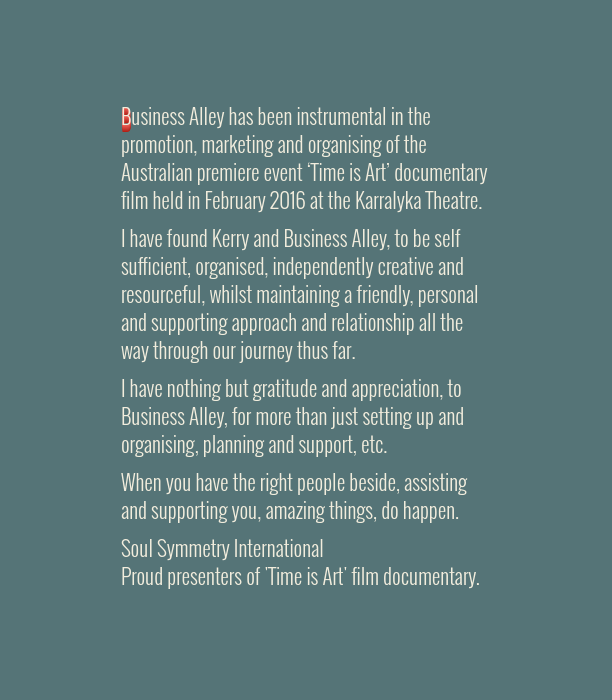 Business Alley has been instrumental in the
promotion, marketing and organising of the
Australian premiere event ‘Time is Art’ documentary
film held in February 2016 at the Karralyka Theatre.
I have found Kerry and Business Alley, to be self
sufficient, organised, independently creative and
resourceful, whilst maintaining a friendly, personal
and supporting approach and relationship all the
way through our journey thus far.
I have nothing but gratitude and appreciation, to
Business Alley, for more than just setting up and
organising, planning and support, etc.
When you have the right people beside, assisting
and supporting you, amazing things, do happen.
Soul Symmetry International
Proud presenters of 'Time is Art' film documentary.